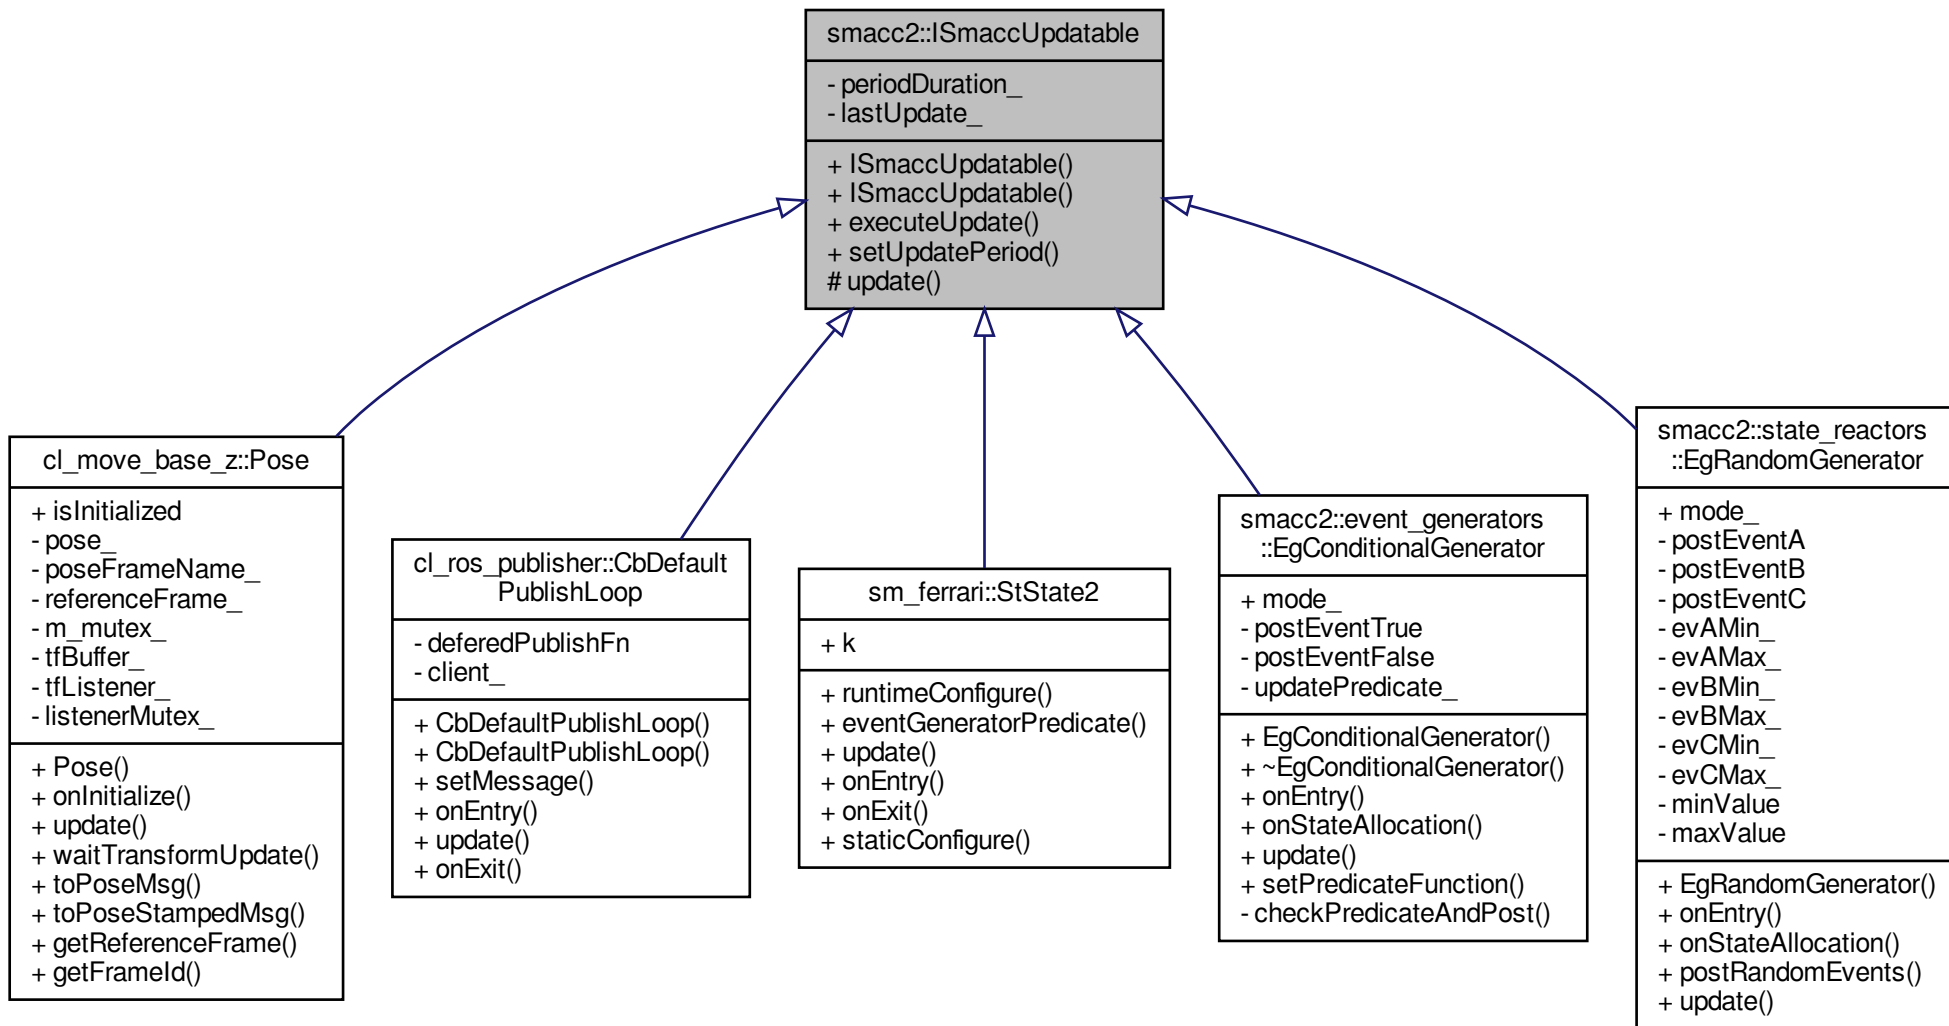 smacc2::ISmaccUpdatable
- periodDuration_
- lastUpdate_
+ ISmaccUpdatable()
+ ISmaccUpdatable()
+ executeUpdate()
+ setUpdatePeriod()
# update()
cl_move_base_z::Pose
+ isInitialized
- pose_
- poseFrameName_
- referenceFrame_
- m_mutex_
- tfBuffer_
- tfListener_
- listenerMutex_
+ Pose()
+ onInitialize()
+ update()
+ waitTransformUpdate()
+ toPoseMsg()
+ toPoseStampedMsg()
+ getReferenceFrame()
+ getFrameId()
cl_ros_publisher::CbDefault
PublishLoop
- deferedPublishFn
- client_
+ CbDefaultPublishLoop()
+ CbDefaultPublishLoop()
+ setMessage()
+ onEntry()
+ update()
+ onExit()
sm_ferrari::StState2
+ k
+ runtimeConfigure()
+ eventGeneratorPredicate()
+ update()
+ onEntry()
+ onExit()
+ staticConfigure()
smacc2::event_generators
::EgConditionalGenerator
+ mode_
- postEventTrue
- postEventFalse
- updatePredicate_
+ EgConditionalGenerator()
+ ~EgConditionalGenerator()
+ onEntry()
+ onStateAllocation()
+ update()
+ setPredicateFunction()
- checkPredicateAndPost()
smacc2::state_reactors
::EgRandomGenerator
+ mode_
- postEventA
- postEventB
- postEventC
- evAMin_
- evAMax_
- evBMin_
- evBMax_
- evCMin_
- evCMax_
- minValue
- maxValue
+ EgRandomGenerator()
+ onEntry()
+ onStateAllocation()
+ postRandomEvents()
+ update()